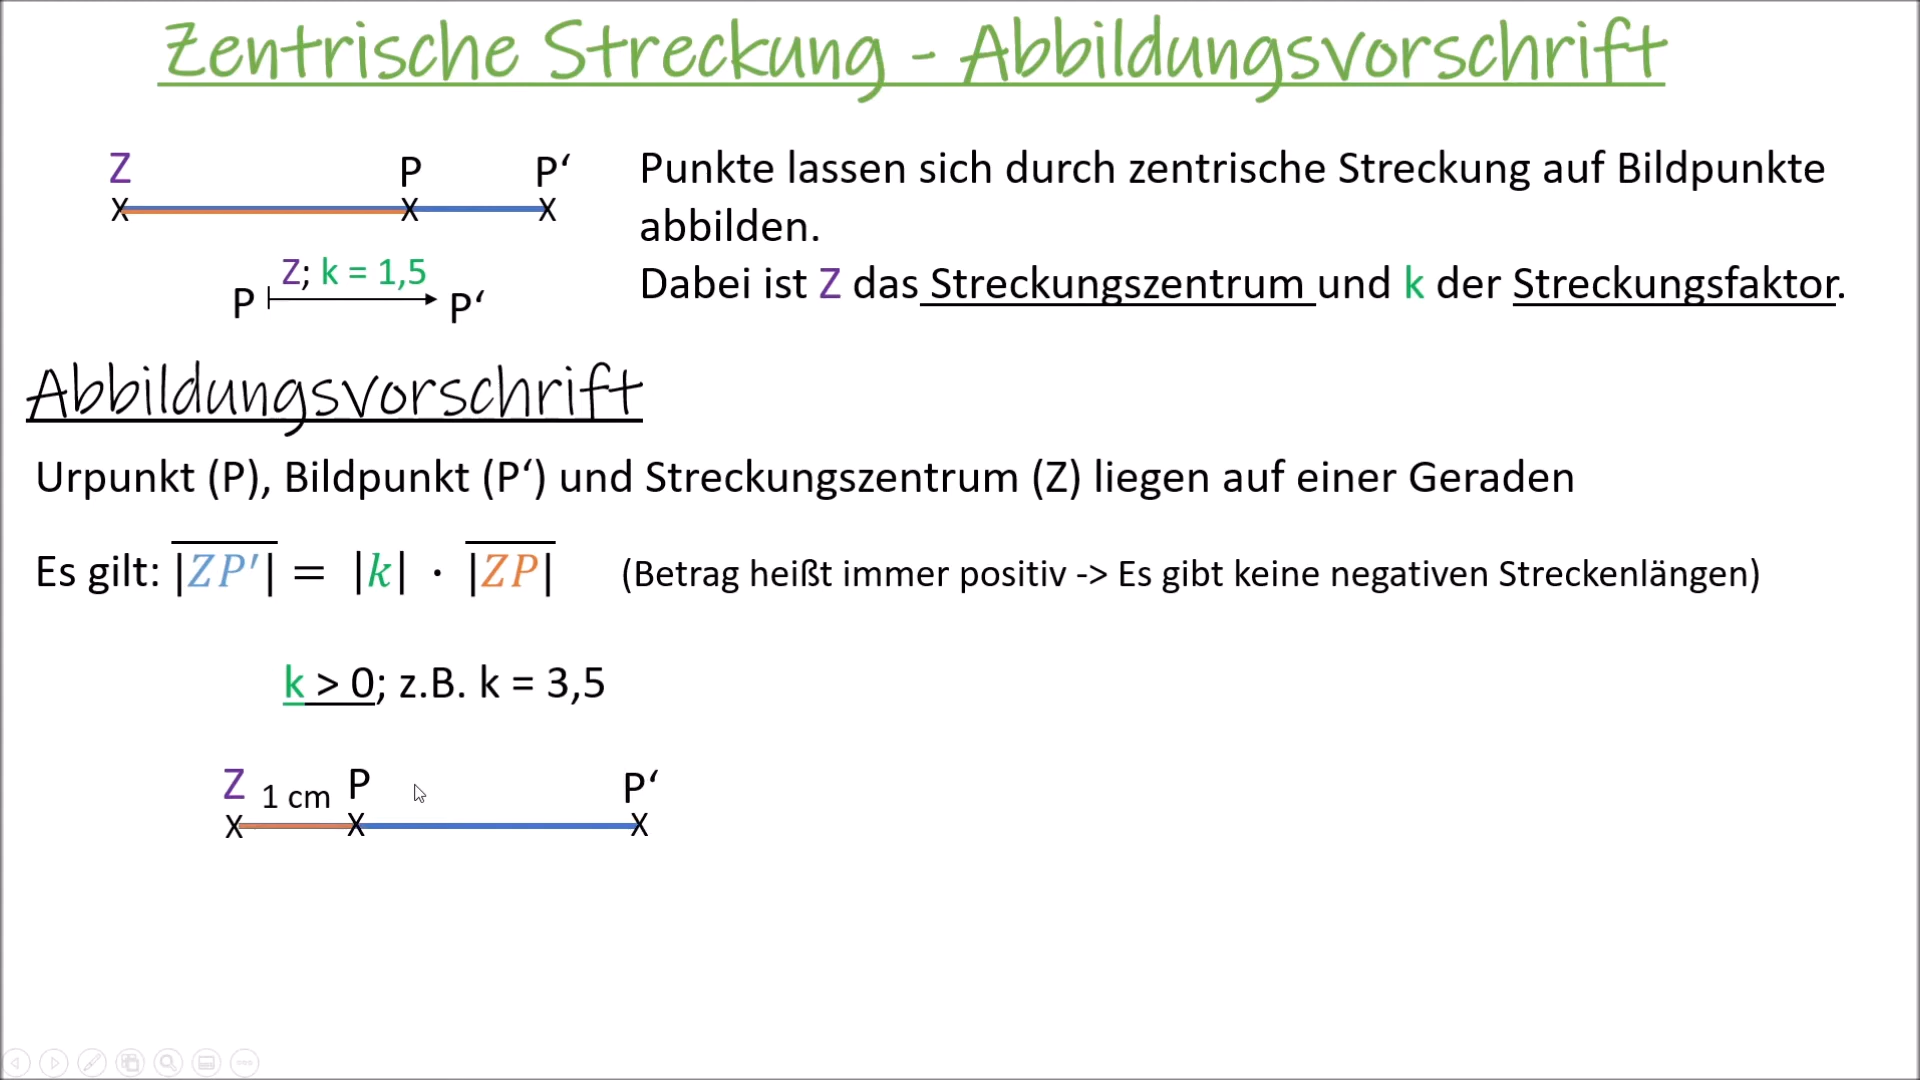 Zentrische Streckung - Abbildungsvorschrift
Z P P‘
X X X
Z; k = 1,5
P P‘
Punkte lassen sich durch zentrische Streckung auf Bildpunkte
abbilden.
Dabei ist Z das Streckungszentrum und k der Streckungsfaktor.
Abbildungsvorschrift
Urpunkt (P), Bildpunkt (P‘) und Streckungszentrum (Z) liegen auf einer Geraden
Es gilt: |ZP′| = |k| · |ZP| (Betrag heißt immer positiv -> Es gibt keine negativen Streckenlängen)
k > 0; z.B. k = 3,5
Z 1 cm P P‘
X X X